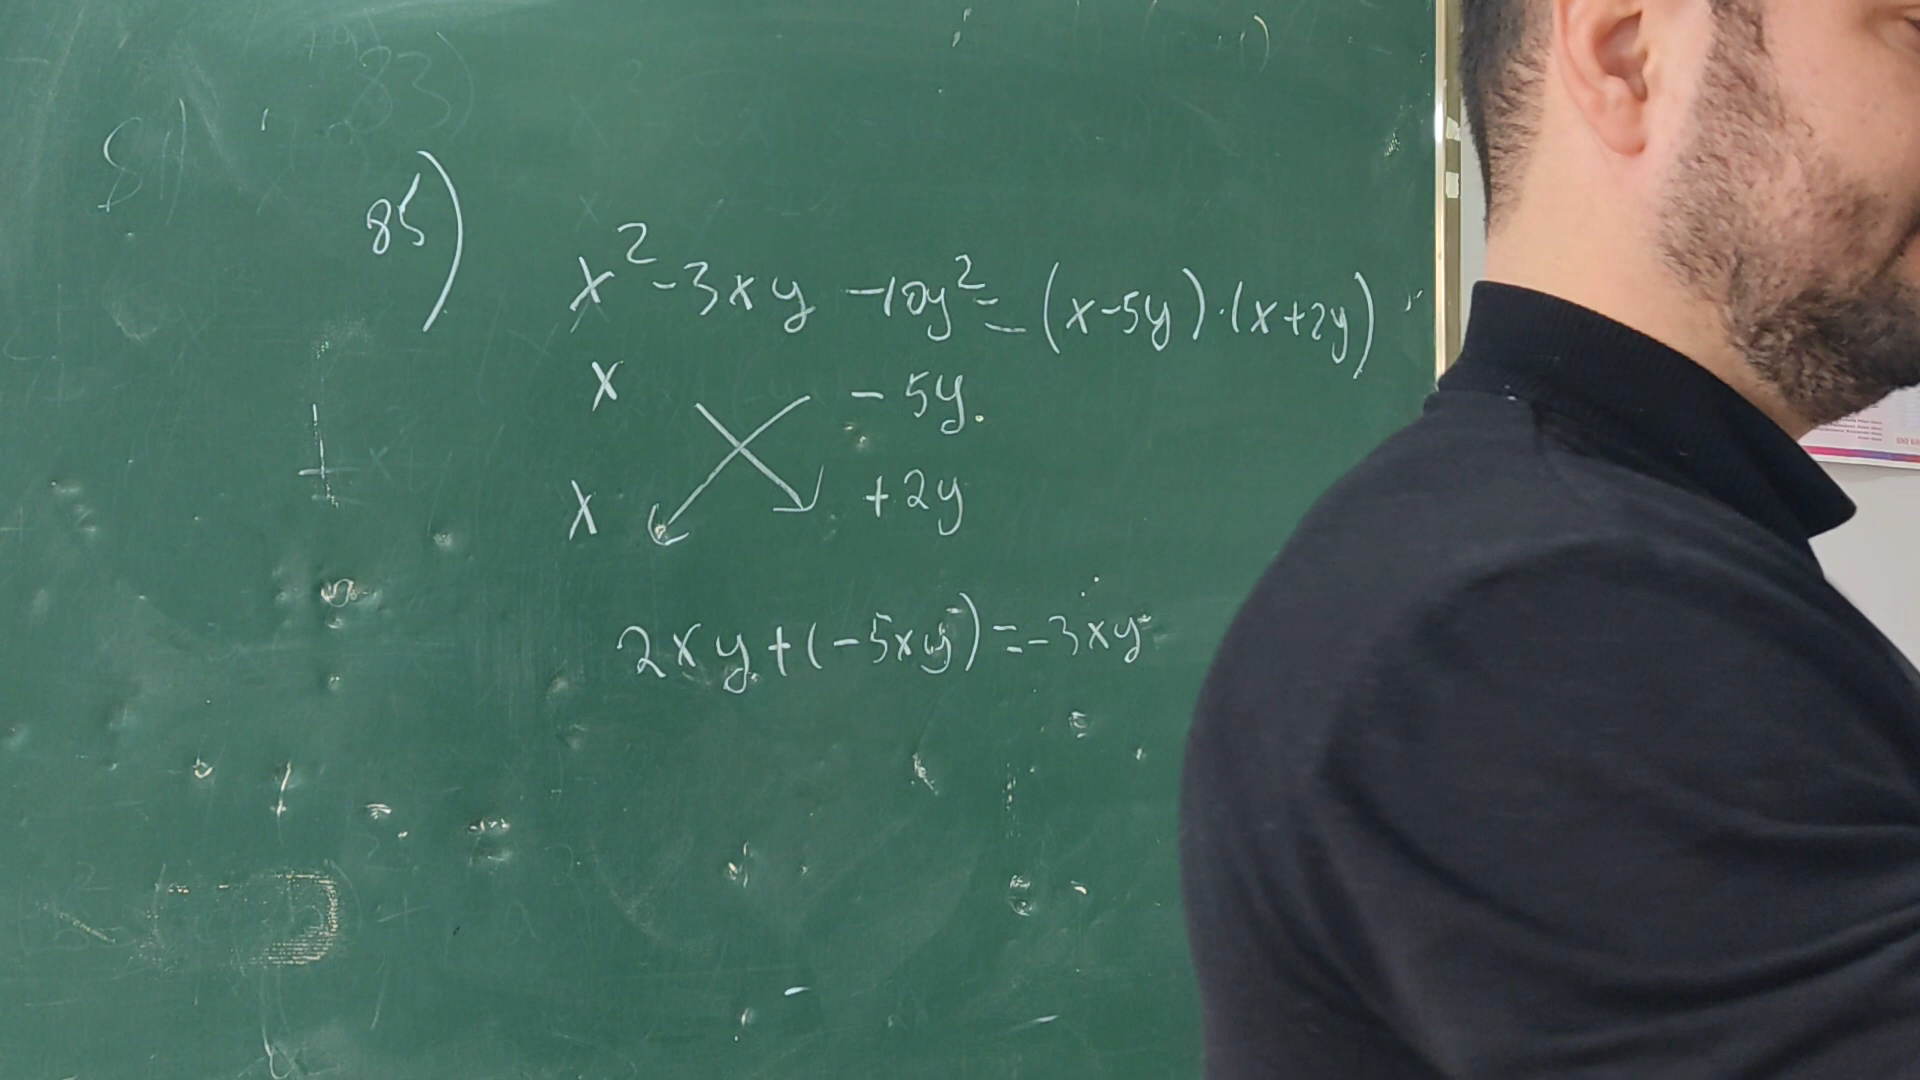 85)
x² - 3xy - 10y² = (x-5y)·(x+2y)
x - 5y
x + 2y
2xy + (-5xy) = -3xy